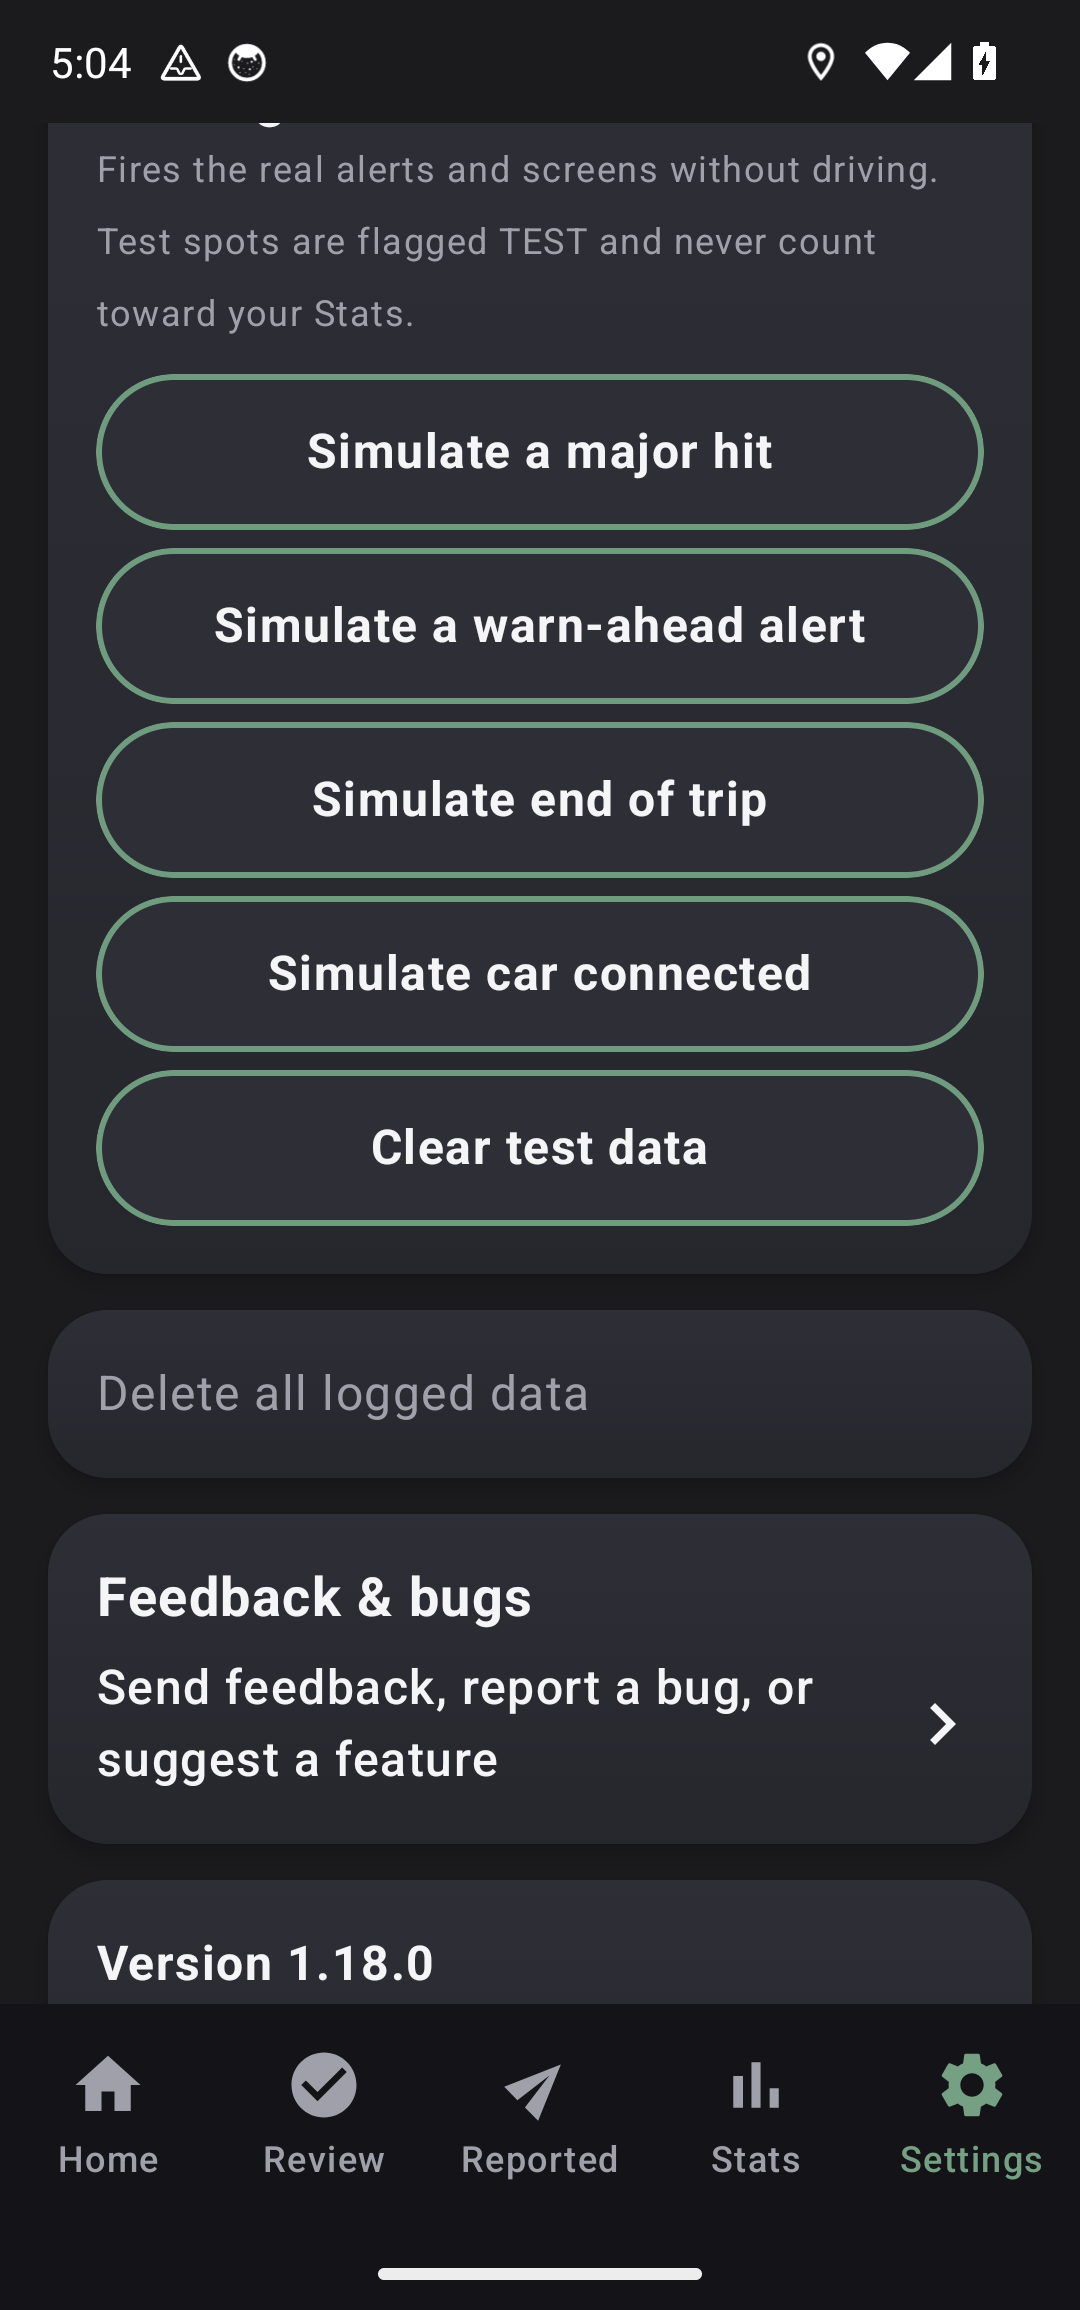 5:04
Fires the real alerts and screens without driving.
Test spots are flagged TEST and never count
toward your Stats.
Simulate a major hit
Simulate a warn-ahead alert
Simulate end of trip
Simulate car connected
Clear test data
Delete all logged data
Feedback & bugs
Send feedback, report a bug, or
suggest a feature
Version 1.18.0
Home
Review
Reported
Stats
Settings